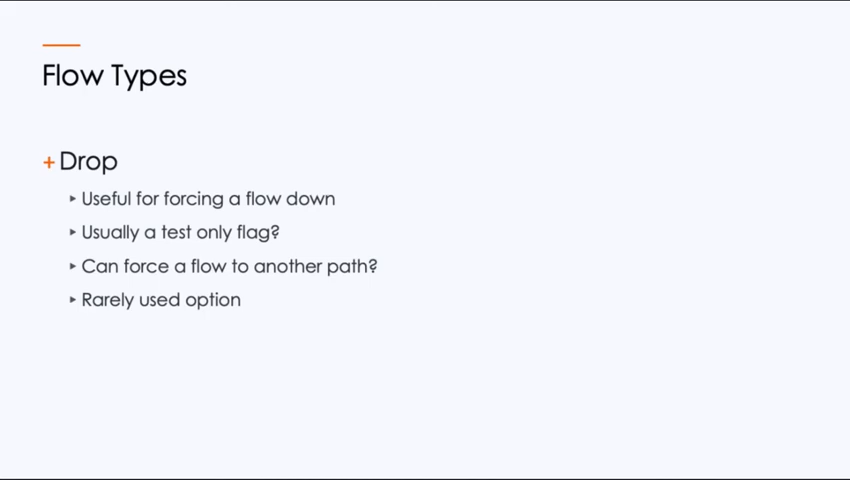 Flow Types
+ Drop
▸ Useful for forcing a flow down
▸ Usually a test only flag?
▸ Can force a flow to another path?
▸ Rarely used option